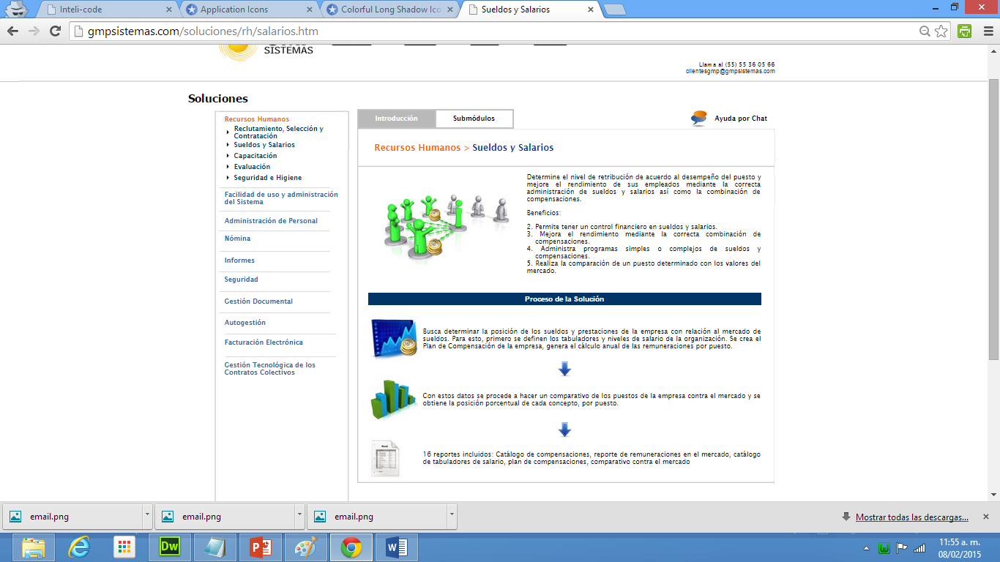 Inteli-code
Application Icons
Colorful Long Shadow Ico
Sueldos y Salarios
gmpsistemas.com/soluciones/rh/salarios.htm
SISTEMAS
Llama al (55) 55 36 05 66
clientesgmp@gmpsistemas.com
Soluciones
Recursos Humanos
Reclutamiento, Selección y
Contratación
Sueldos y Salarios
Capacitación
Evaluación
Seguridad e Higiene
Facilidad de uso y administración
del Sistema
Administración de Personal
Nómina
Informes
Seguridad
Gestión Documental
Autogestión
Facturación Electrónica
Gestión Tecnológica de los
Contratos Colectivos
Introducción
Submódulos
Ayuda por Chat
Recursos Humanos > Sueldos y Salarios
Determine el nivel de retribución de acuerdo al desempeño del puesto y
mejore el rendimiento de sus empleados mediante la correcta
administración de sueldos y salarios así como la combinación de
compensaciones.
Beneficios:
2. Permite tener un control financiero en sueldos y salarios.
3. Mejora el rendimiento mediante la correcta combinación de
compensaciones.
4. Administra programas simples o complejos de sueldos y
compensaciones.
5. Realiza la comparación de un puesto determinado con los valores del
mercado.
Proceso de la Solución
Busca determinar la posición de los sueldos y prestaciones de la empresa con relación al mercado de
sueldos. Para esto, primero se definen los tabuladores y niveles de salario de la organización. Se crea el
Plan de Compensación de la empresa, genera el cálculo anual de las remuneraciones por puesto.
Con estos datos se procede a hacer un comparativo de los puestos de la empresa contra el mercado y se
obtiene la posición porcentual de cada concepto, por puesto.
16 reportes incluidos: Catálogo de compensaciones, reporte de remuneraciones en el mercado, catálogo
de tabuladores de salario, plan de compensaciones, comparativo contra el mercado
email.png
email.png
email.png
Mostrar todas las descargas...
Dw
11:55 a. m.
08/02/2015